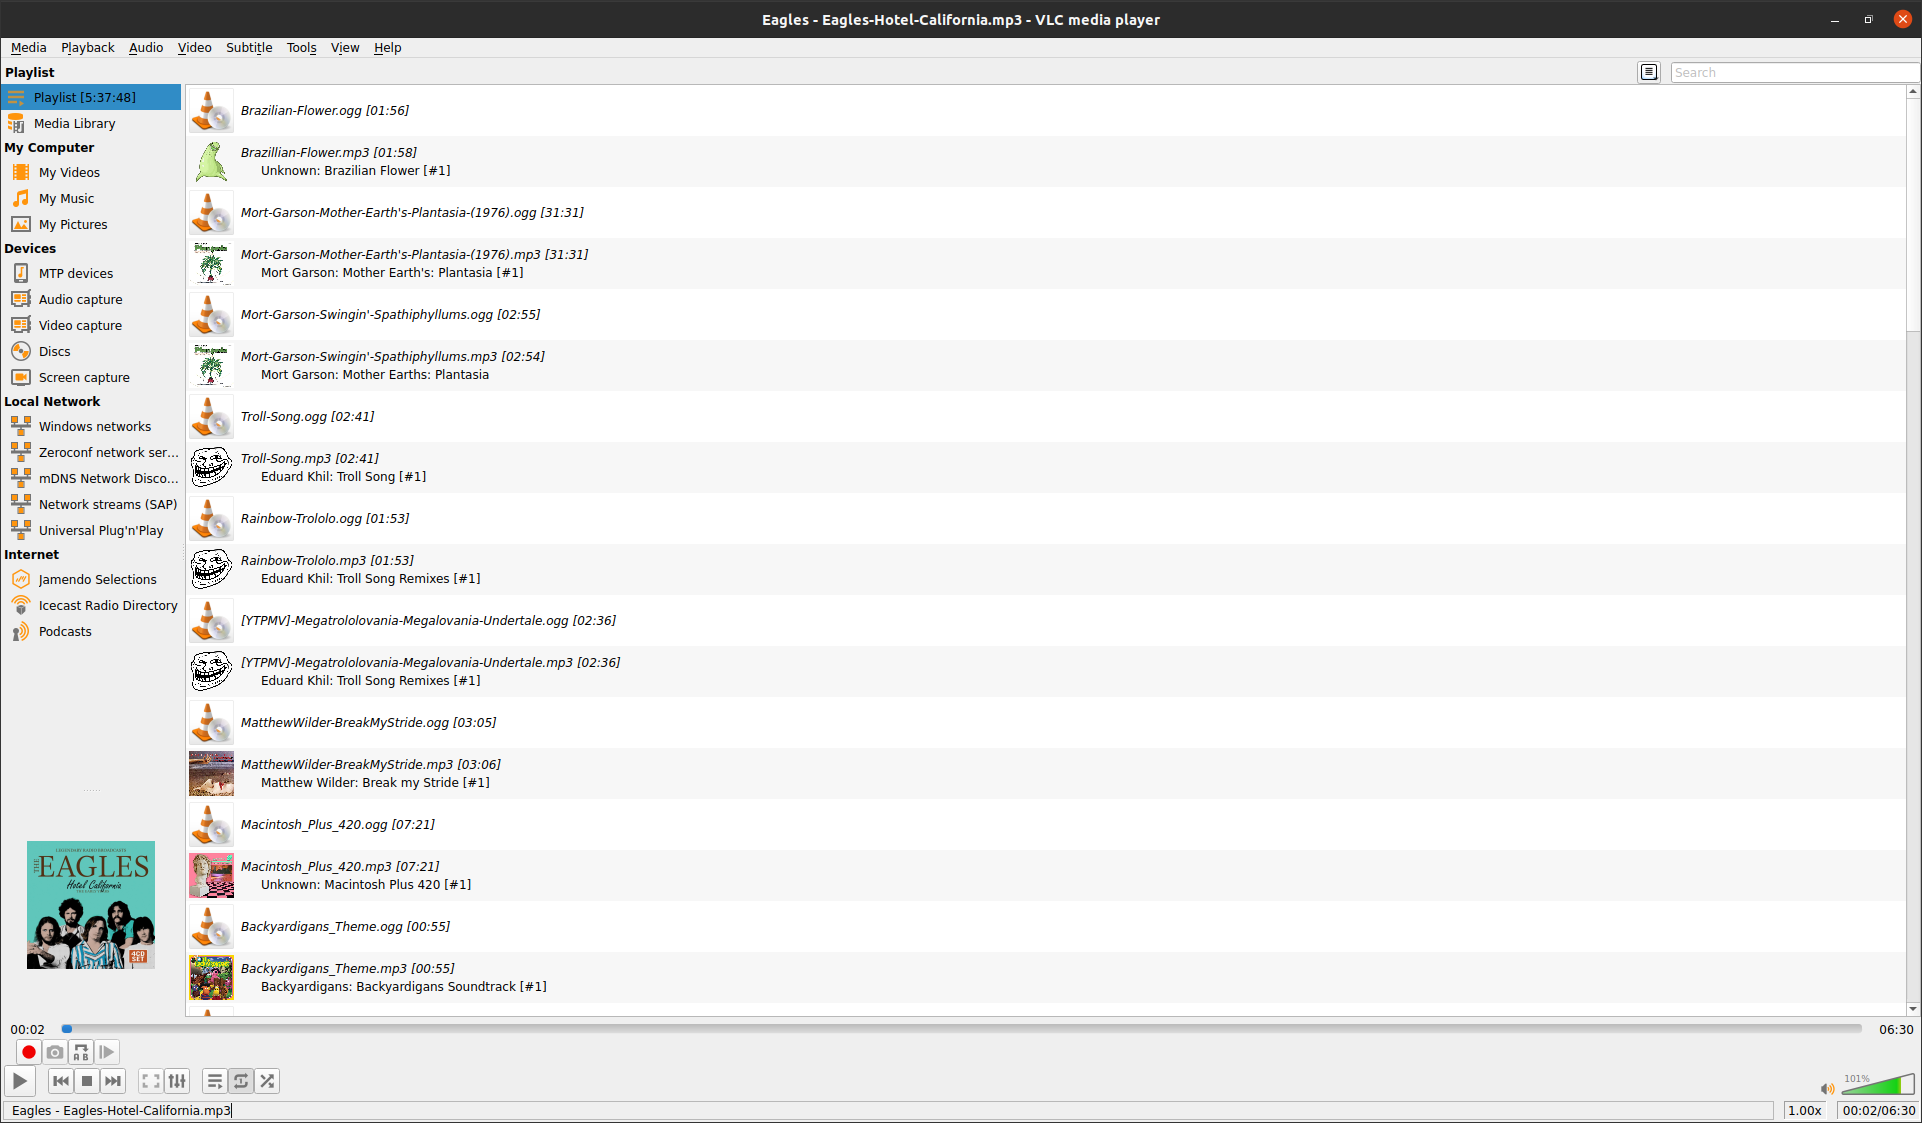 Eagles - Eagles-Hotel-California.mp3 - VLC media player
Media Playback Audio Video Subtitle Tools View Help
Playlist
Search
Playlist [5:37:48]
Media Library
My Computer
My Videos
My Music
My Pictures
Devices
MTP devices
Audio capture
Video capture
Discs
Screen capture
Local Network
Windows networks
Zeroconf network ser...
mDNS Network Disco...
Network streams (SAP)
Universal Plug'n'Play
Internet
Jamendo Selections
Icecast Radio Directory
Podcasts
Brazilian-Flower.ogg [01:56]
Brazillian-Flower.mp3 [01:58]
Unknown: Brazilian Flower [#1]
Mort-Garson-Mother-Earth's-Plantasia-(1976).ogg [31:31]
Mort-Garson-Mother-Earth's-Plantasia-(1976).mp3 [31:31]
Mort Garson: Mother Earth's: Plantasia [#1]
Mort-Garson-Swingin'-Spathiphyllums.ogg [02:55]
Mort-Garson-Swingin'-Spathiphyllums.mp3 [02:54]
Mort Garson: Mother Earths: Plantasia
Troll-Song.ogg [02:41]
Troll-Song.mp3 [02:41]
Eduard Khil: Troll Song [#1]
Rainbow-Trololo.ogg [01:53]
Rainbow-Trololo.mp3 [01:53]
Eduard Khil: Troll Song Remixes [#1]
[YTPMV]-Megatrololovania-Megalovania-Undertale.ogg [02:36]
[YTPMV]-Megatrololovania-Megalovania-Undertale.mp3 [02:36]
Eduard Khil: Troll Song Remixes [#1]
MatthewWilder-BreakMyStride.ogg [03:05]
MatthewWilder-BreakMyStride.mp3 [03:06]
Matthew Wilder: Break my Stride [#1]
Macintosh_Plus_420.ogg [07:21]
Macintosh_Plus_420.mp3 [07:21]
Unknown: Macintosh Plus 420 [#1]
Backyardigans_Theme.ogg [00:55]
Backyardigans_Theme.mp3 [00:55]
Backyardigans: Backyardigans Soundtrack [#1]
LEGENDARY RADIO BROADCASTS
THE EAGLES
Hotel California
4CD SET
00:02
06:30
A B
101%
Eagles - Eagles-Hotel-California.mp3
1.00x
00:02/06:30